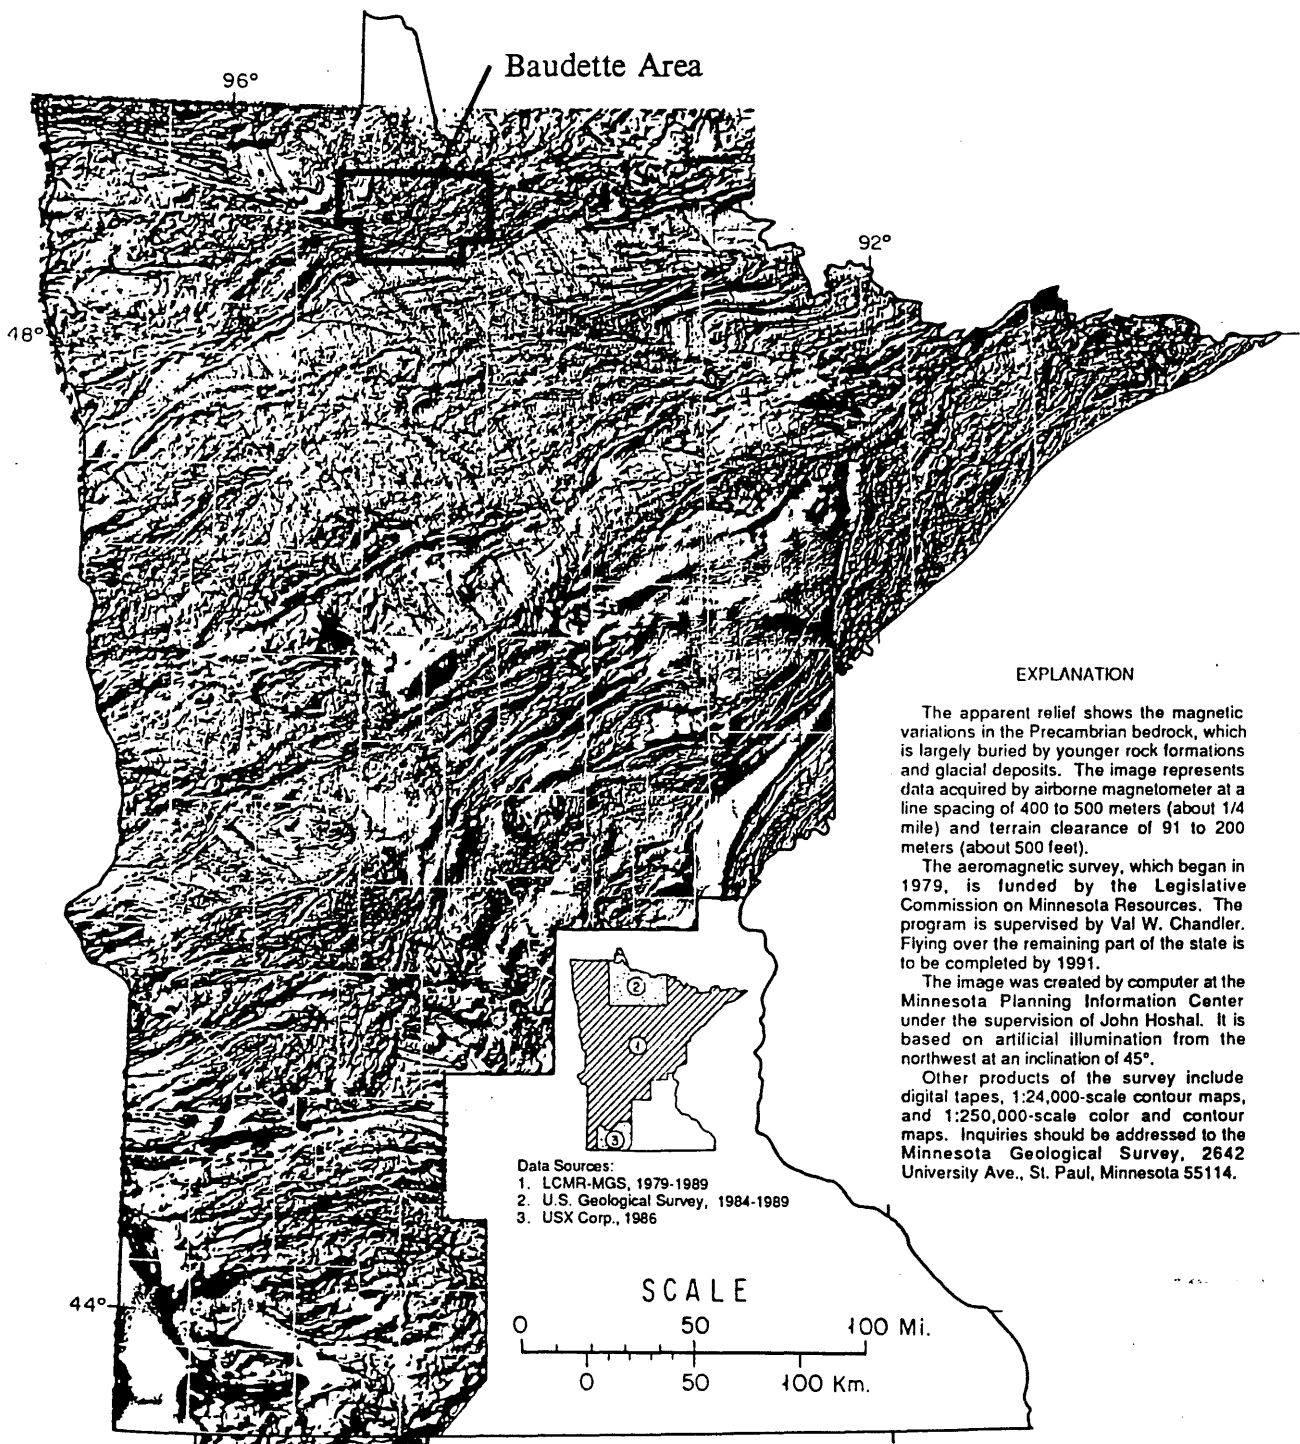 Baudette Area
96°
92°
48°
EXPLANATION
The apparent relief shows the magnetic
variations in the Precambrian bedrock, which
is largely buried by younger rock formations
and glacial deposits. The image represents
data acquired by airborne magnetometer at a
line spacing of 400 to 500 meters (about 1/4
mile) and terrain clearance of 91 to 200
meters (about 500 feet).
The aeromagnetic survey, which began in
1979, is funded by the Legislative
Commission on Minnesota Resources. The
program is supervised by Val W. Chandler.
Flying over the remaining part of the state is
to be completed by 1991.
The image was created by computer at the
Minnesota Planning Information Center
under the supervision of John Hoshal. It is
based on artificial illumination from the
northwest at an inclination of 45°.
Other products of the survey include
digital tapes, 1:24,000-scale contour maps,
and 1:250,000-scale color and contour
maps. Inquiries should be addressed to the
Minnesota Geological Survey, 2642
University Ave., St. Paul, Minnesota 55114.
2
1
3
Data Sources:
1. LCMR-MGS, 1979-1989
2. U.S. Geological Survey, 1984-1989
3. USX Corp., 1986
44°
SCALE
0 50 100 Mi.
0 50 100 Km.